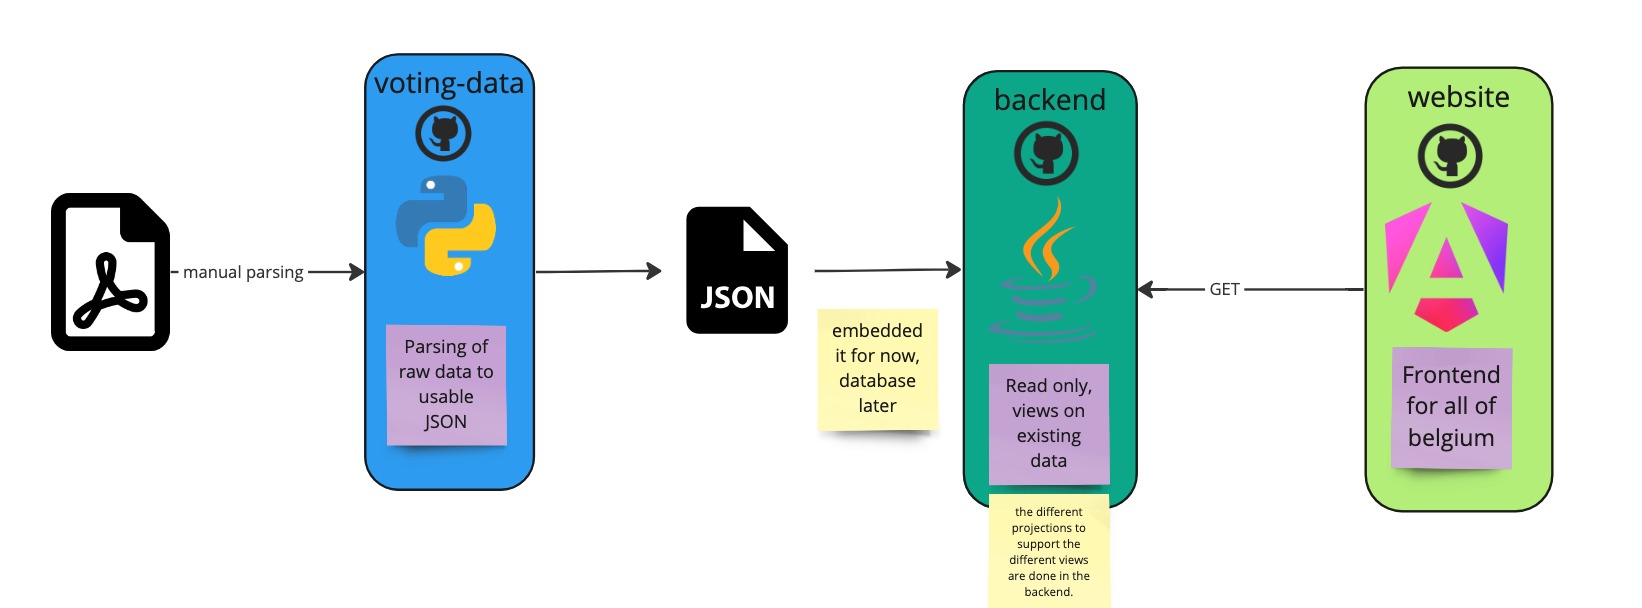 voting-data
manual parsing
Parsing of
raw data to
usable
JSON
JSON
embedded
it for now,
database
later
backend
Read only,
views on
existing
data
the different
projections to
support the
different views
are done in the
backend.
GET
website
Frontend
for all of
belgium